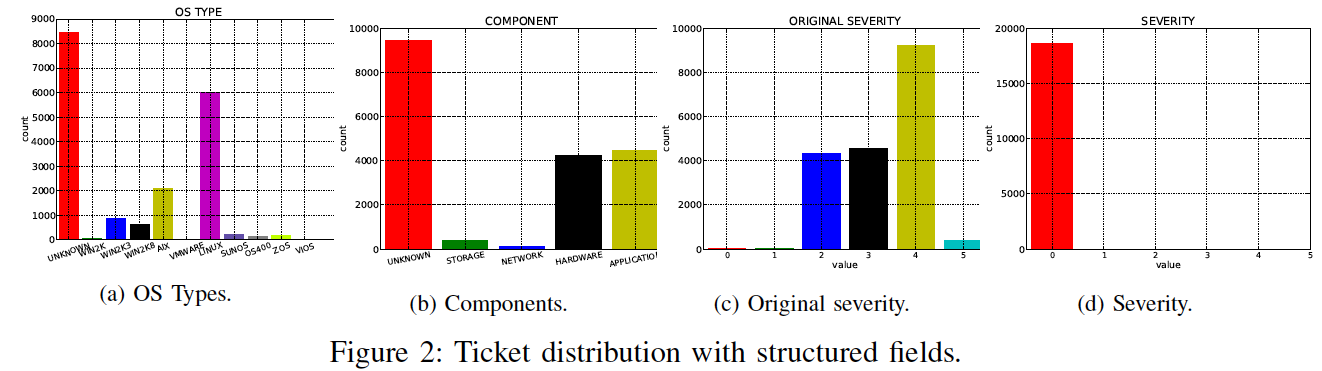 OS TYPE
9000
8000
7000
6000
5000
4000
3000
2000
1000
0
count
UNKNOWN
WIN2K
WIN2K3
WIN2K8
AIX
VMWARE
LINUX
SUNOS
OS400
ZOS
VIOS
(a) OS Types.
COMPONENT
10000
8000
6000
4000
2000
0
count
UNKNOWN
STORAGE
NETWORK
HARDWARE
APPLICATIO
(b) Components.
ORIGINAL SEVERITY
10000
8000
6000
4000
2000
0
count
0 1 2 3 4 5
value
(c) Original severity.
SEVERITY
20000
15000
10000
5000
0
count
0 1 2 3 4 5
value
(d) Severity.
Figure 2: Ticket distribution with structured fields.